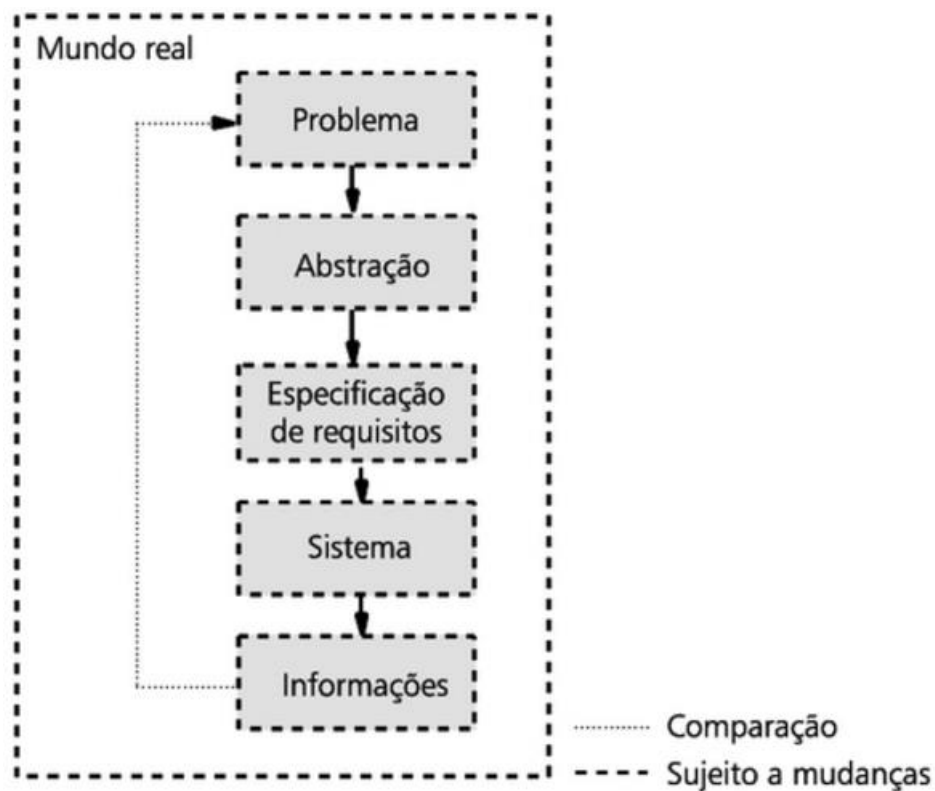 Mundo real
Problema
Abstração
Especificação
de requisitos
Sistema
Informações
Comparação
Sujeito a mudanças